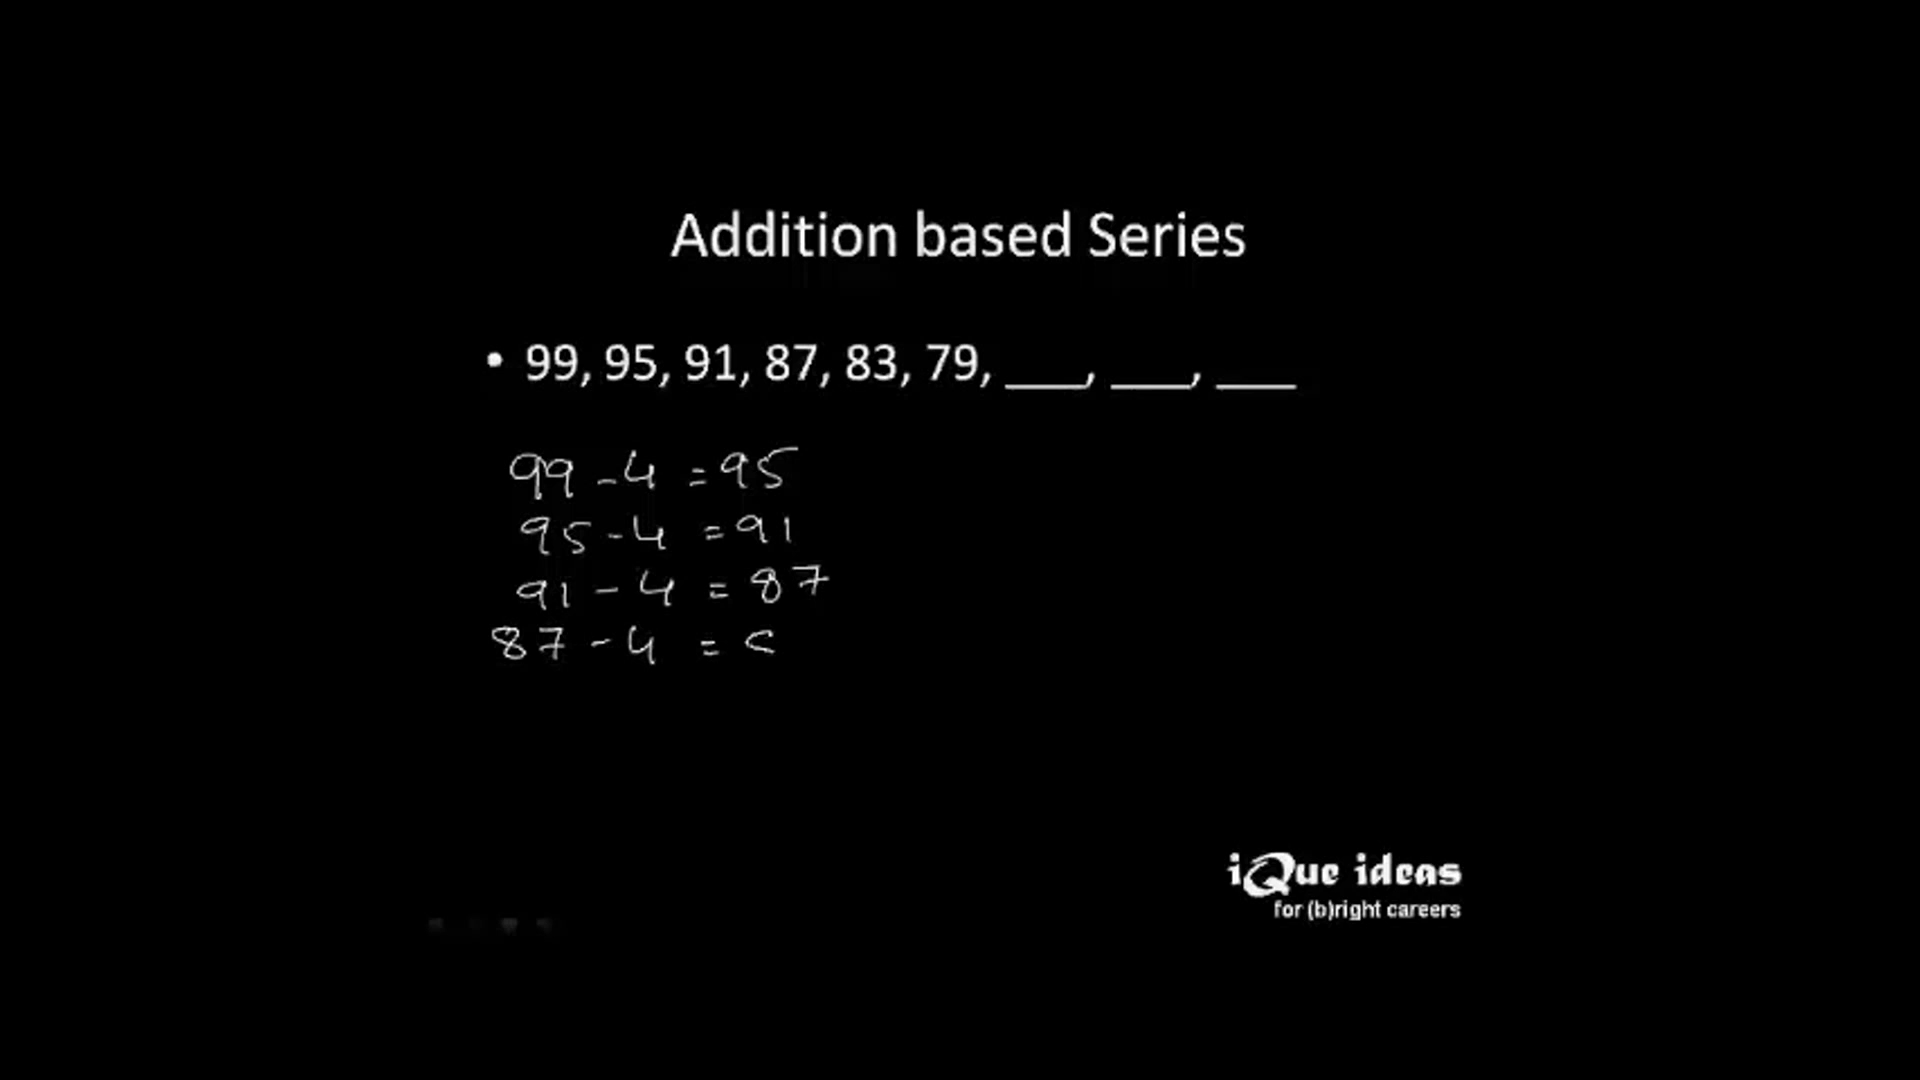 Addition based Series
• 99, 95, 91, 87, 83, 79, ___, ___, ___
99 - 4 = 95
95 - 4 = 91
91 - 4 = 87
87 - 4 =
iQue ideas
for (b)right careers